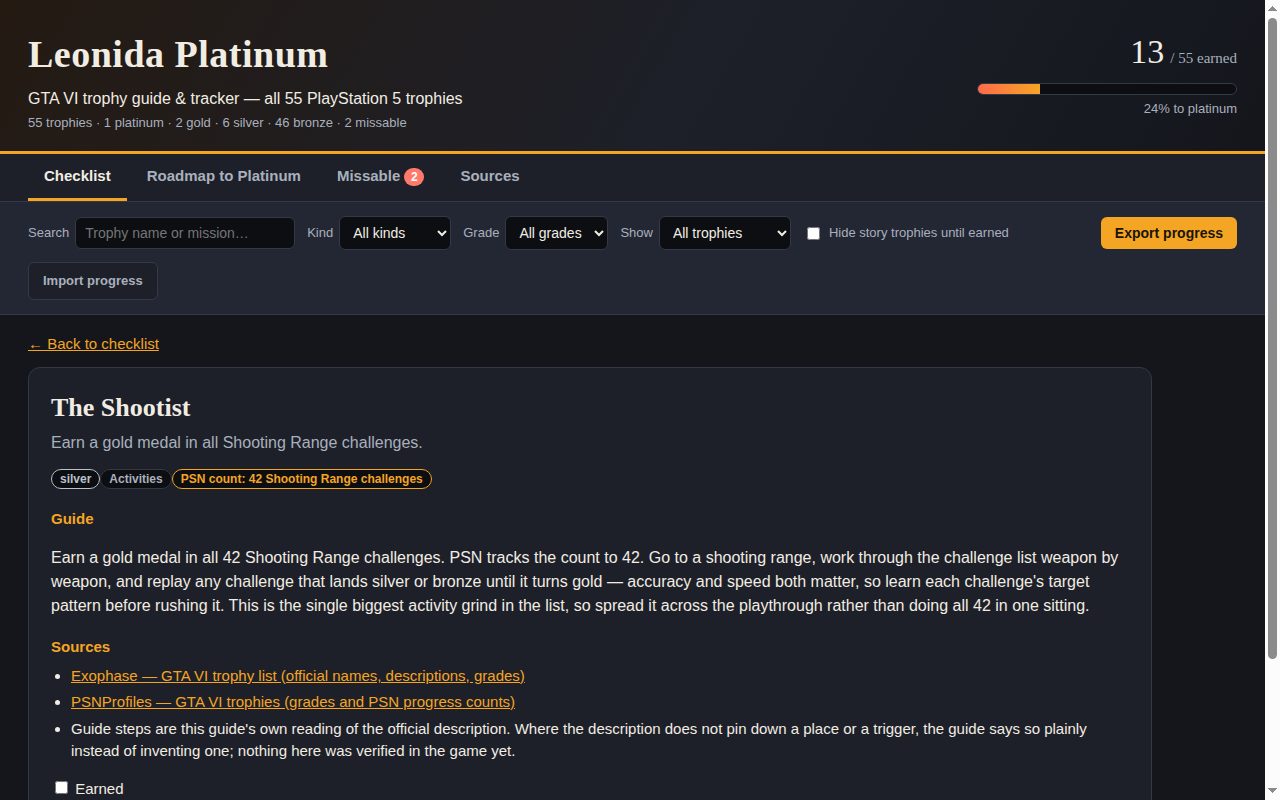 Leonida Platinum
GTA VI trophy guide & tracker — all 55 PlayStation 5 trophies
55 trophies · 1 platinum · 2 gold · 6 silver · 46 bronze · 2 missable
13 / 55 earned
24% to platinum
Checklist Roadmap to Platinum Missable 2 Sources
Search Trophy name or mission… Kind All kinds Grade All grades Show All trophies Hide story trophies until earned Export progress
Import progress
← Back to checklist
The Shootist
Earn a gold medal in all Shooting Range challenges.
silver Activities PSN count: 42 Shooting Range challenges
Guide
Earn a gold medal in all 42 Shooting Range challenges. PSN tracks the count to 42. Go to a shooting range, work through the challenge list weapon by
weapon, and replay any challenge that lands silver or bronze until it turns gold — accuracy and speed both matter, so learn each challenge's target
pattern before rushing it. This is the single biggest activity grind in the list, so spread it across the playthrough rather than doing all 42 in one sitting.
Sources
• Exophase — GTA VI trophy list (official names, descriptions, grades)
• PSNProfiles — GTA VI trophies (grades and PSN progress counts)
• Guide steps are this guide's own reading of the official description. Where the description does not pin down a place or a trigger, the guide says so plainly
instead of inventing one; nothing here was verified in the game yet.
Earned